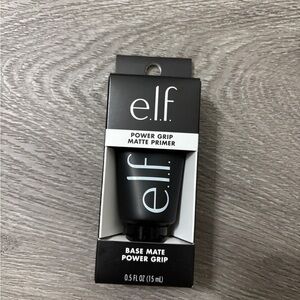 e.l.f.
POWER GRIP
MATTE PRIMER
e.l.f.
BASE MATE
POWER GRIP
0.5 FL OZ (15 mL)